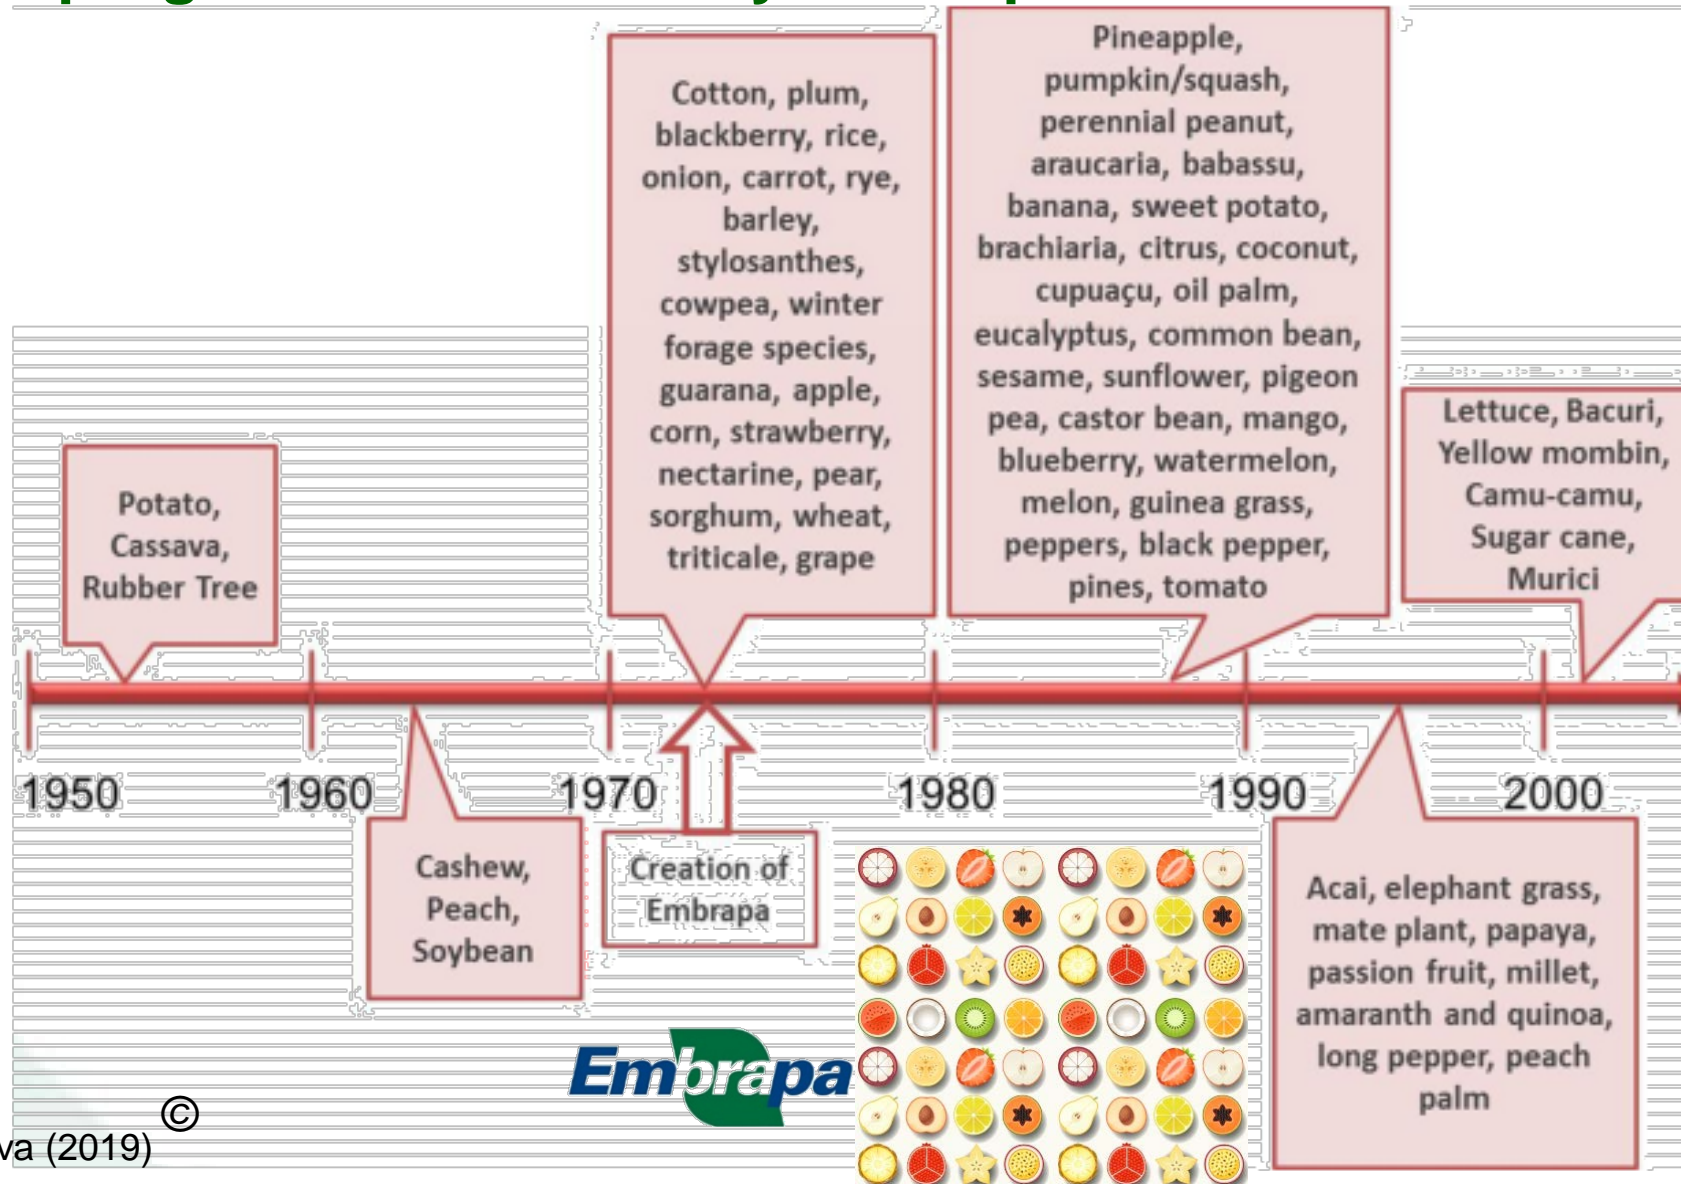 Cotton, plum,
blackberry, rice,
onion, carrot, rye,
barley,
stylosanthes,
cowpea, winter
forage species,
guarana, apple,
corn, strawberry,
nectarine, pear,
sorghum, wheat,
triticale, grape
Pineapple,
pumpkin/squash,
perennial peanut,
araucaria, babassu,
banana, sweet potato,
brachiaria, citrus, coconut,
cupuaçu, oil palm,
eucalyptus, common bean,
sesame, sunflower, pigeon
pea, castor bean, mango,
blueberry, watermelon,
melon, guinea grass,
peppers, black pepper,
pines, tomato
Lettuce, Bacuri,
Yellow mombin,
Camu-camu,
Sugar cane,
Murici
Potato,
Cassava,
Rubber Tree
1950 1960 1970 1980 1990 2000
Cashew,
Peach,
Soybean
Creation of
Embrapa
Acai, elephant grass,
mate plant, papaya,
passion fruit, millet,
amaranth and quinoa,
long pepper, peach
palm
Embrapa
©
va (2019)